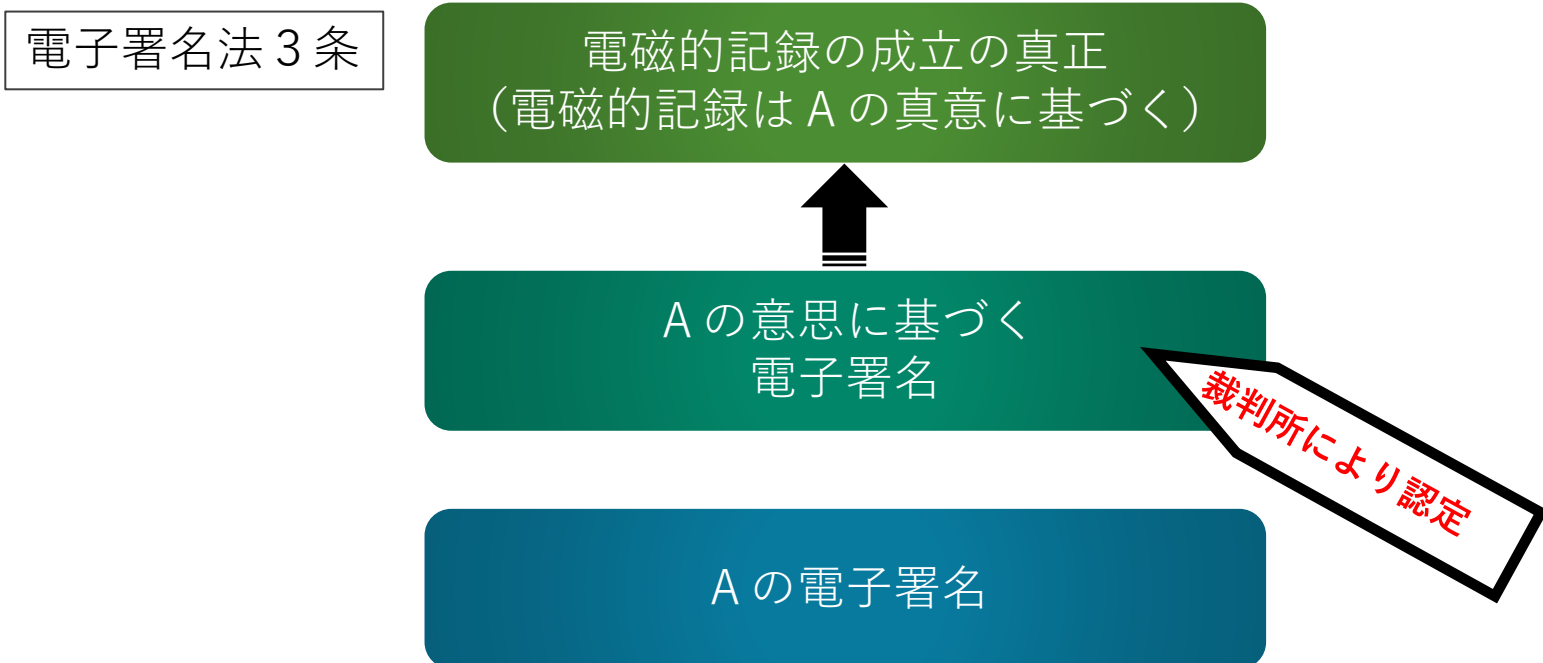 電子署名法３条
電磁的記録の成立の真正
（電磁的記録はＡの真意に基づく）
Ａの意思に基づく
電子署名
裁判所により認定
Ａの電子署名